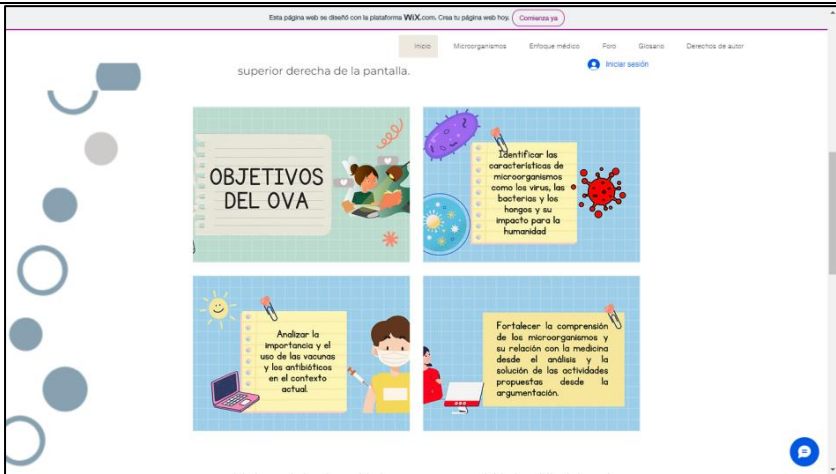 Esta página web se diseñó con la plataforma WiX.com. Crea tu página web hoy. Comienza ya
Inicio Microorganismos Enfoque médico Foro Glosario Derechos de autor
Iniciar sesión
superior derecha de la pantalla.
OBJETIVOS
DEL OVA
Identificar las
características de
microorganismos
como los virus, las
bacterias y los
hongos y su
impacto para la
humanidad
Analizar la
importancia y el
uso de las vacunas
y los antibióticos
en el contexto
actual.
Fortalecer la comprensión
de los microorganismos y
su relación con la medicina
desde el análisis y la
solución de las actividades
propuestas desde la
argumentación.